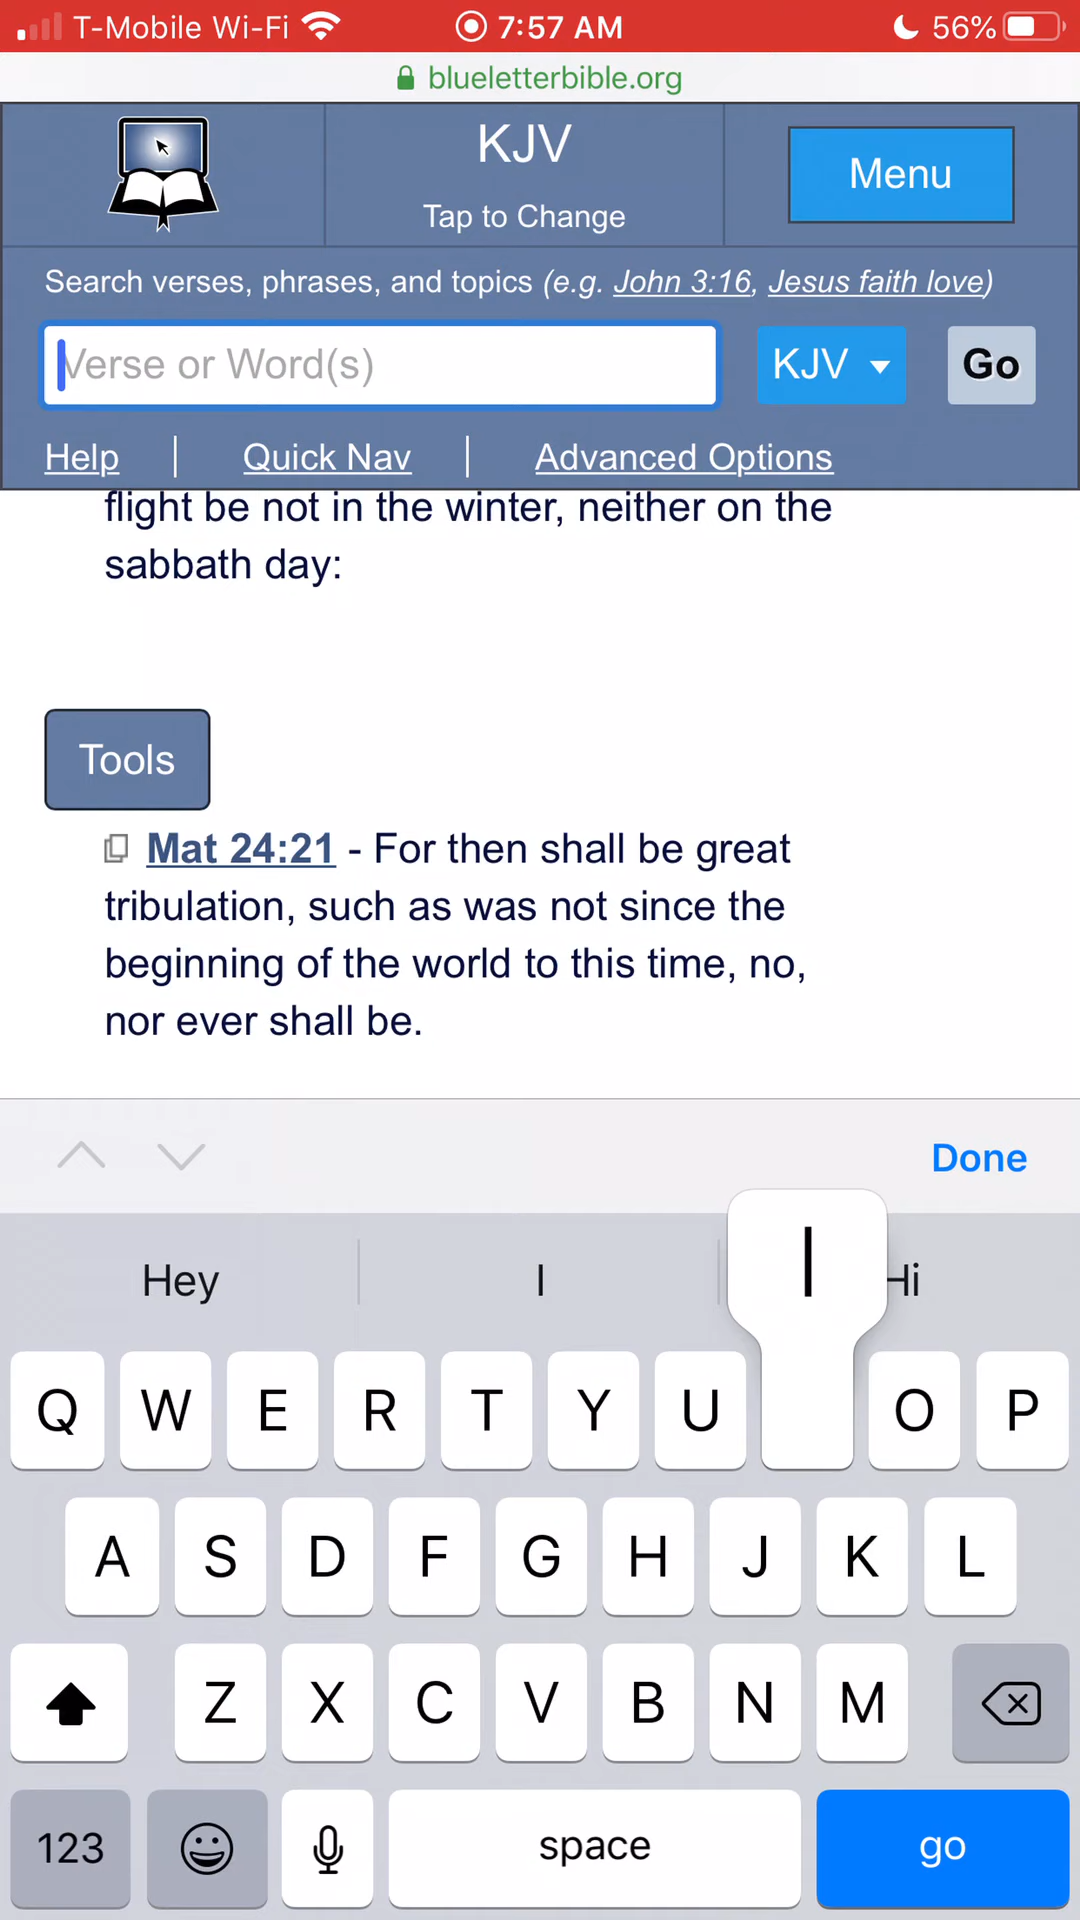 T-Mobile Wi-Fi 7:57 AM 56%
blueletterbible.org
KJV
Tap to Change
Menu
Search verses, phrases, and topics (e.g. John 3:16, Jesus faith love)
Verse or Word(s) KJV Go
Help | Quick Nav | Advanced Options
flight be not in the winter, neither on the
sabbath day:
Tools
Mat 24:21 - For then shall be great
tribulation, such as was not since the
beginning of the world to this time, no,
nor ever shall be.
Done
Hey I Hi
I
Q W E R T Y U O P
A S D F G H J K L
Z X C V B N M
123 space go